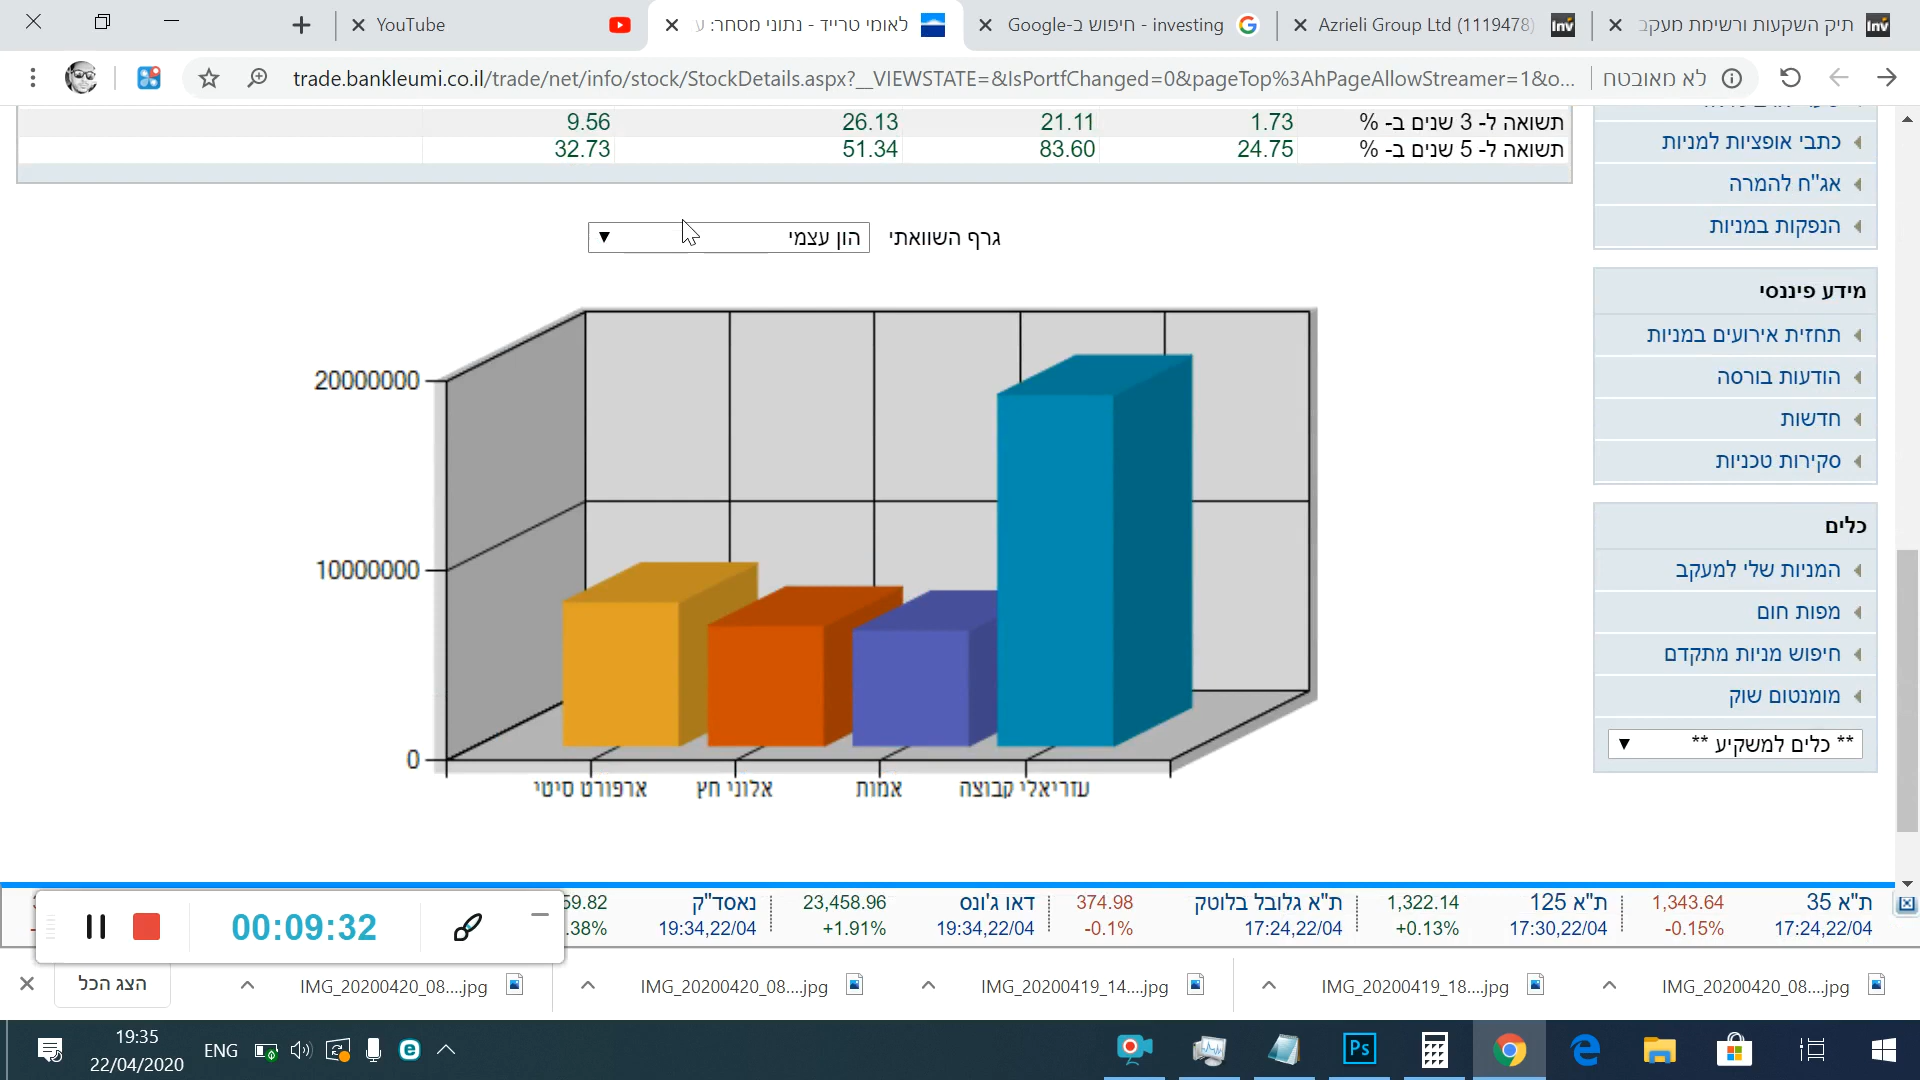 YouTube
לאומי טרייד - נתוני מסחר:
investing - חיפוש ב-Google
Azrieli Group Ltd (1119478)
תיק השקעות ורשימת מעקב
trade.bankleumi.co.il/trade/net/info/stock/StockDetails.aspx?__VIEWSTATE=&IsPortfChanged=0&pageTop%3AhPageAllowStreamer=1&o...
לא מאובטח
תשואה ל- 3 שנים ב- % 1.73 21.11 26.13 9.56
תשואה ל- 5 שנים ב- % 24.75 83.60 51.34 32.73
גרף השוואתי
הון עצמי
20000000
10000000
0
ארפורט סיטי
אלוני חץ
אמות
עזריאלי קבוצה
כתבי אופציות למניות
אג"ח להמרה
הנפקות במניות
מידע פיננסי
תחזית אירועים במניות
הודעות בורסה
חדשות
סקירות טכניות
כלים
המניות שלי למעקב
מפות חום
חיפוש מניות מתקדם
מומנטום שוק
** כלים למשקיע **
ת"א 35 1,343.64
17:24,22/04 -0.15%
ת"א 125 1,322.14
17:30,22/04 +0.13%
ת"א גלובל בלוטק 374.98
17:24,22/04 -0.1%
דאו ג'ונס 23,458.96
19:34,22/04 +1.91%
נאסד"ק 59.82
19:34,22/04 .38%
00:09:32
הצג הכל
IMG_20200420_08....jpg
IMG_20200420_08....jpg
IMG_20200419_14....jpg
IMG_20200419_18....jpg
IMG_20200420_08....jpg
19:35
22/04/2020
ENG
Ps